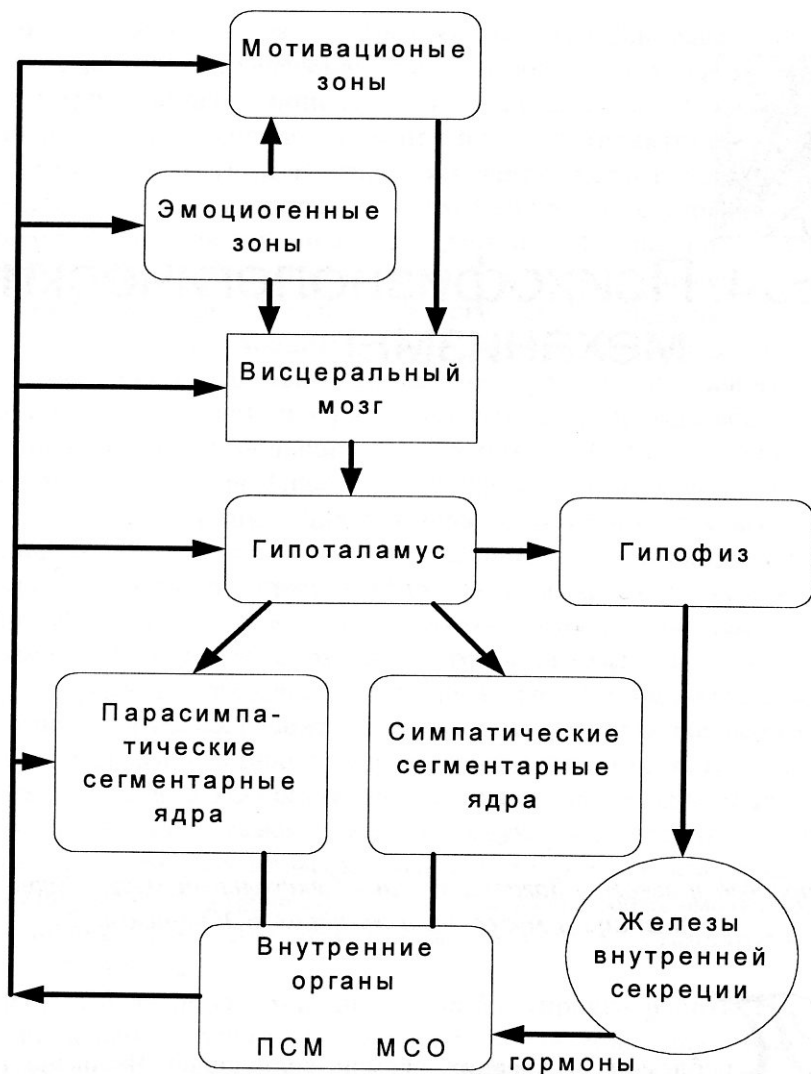 Мотивационые
зоны
Эмоциогенные
зоны
Висцеральный
мозг
Гипоталамус
Гипофиз
Парасимпа-
тические
сегментарные
ядра
Симпатические
сегментарные
ядра
Железы
внутренней
секреции
Внутренние
органы
ПСМ МСО
гормоны